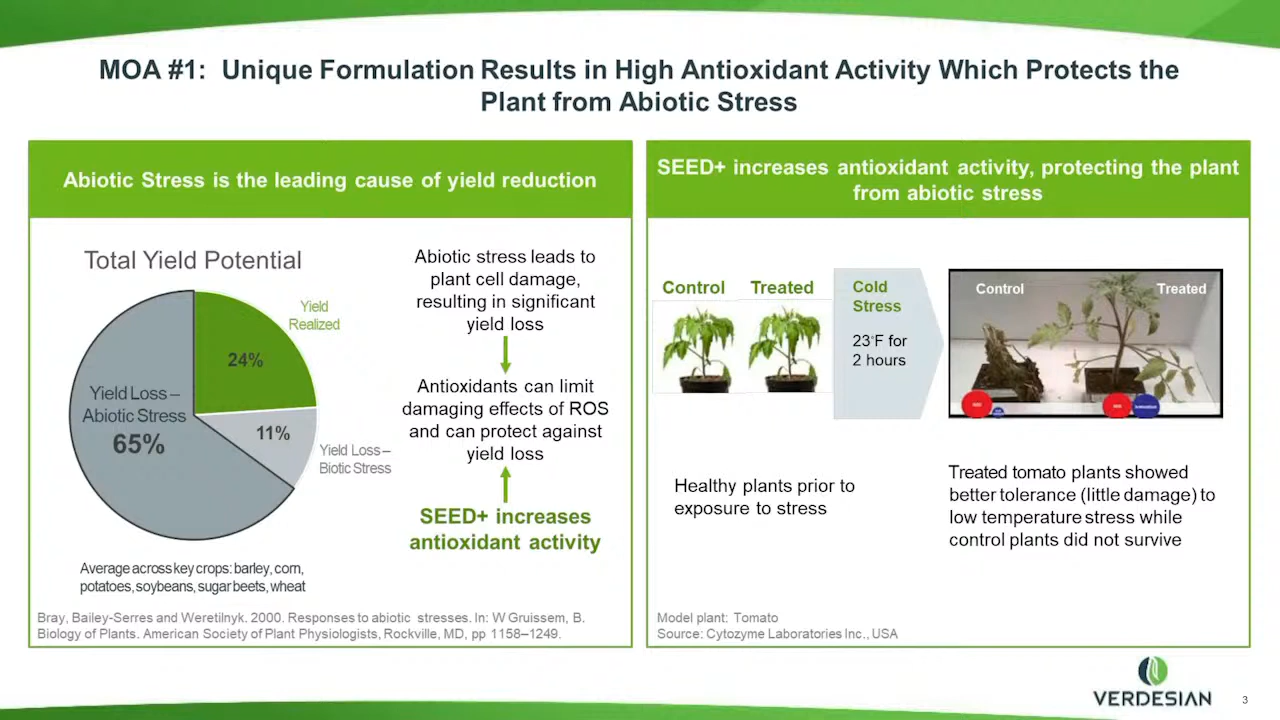 MOA #1: Unique Formulation Results in High Antioxidant Activity Which Protects the
Plant from Abiotic Stress
Abiotic Stress is the leading cause of yield reduction
Total Yield Potential
Yield
Realized
24%
Yield Loss –
Abiotic Stress
65%
11%
Yield Loss –
Biotic Stress
Average across key crops: barley, corn,
potatoes, soybeans, sugar beets, wheat
Abiotic stress leads to
plant cell damage,
resulting in significant
yield loss
Antioxidants can limit
damaging effects of ROS
and can protect against
yield loss
SEED+ increases
antioxidant activity
Bray, Bailey-Serres and Weretilnyk. 2000. Responses to abiotic stresses. In: W Gruissem, B.
Biology of Plants. American Society of Plant Physiologists, Rockville, MD, pp 1158–1249.
SEED+ increases antioxidant activity, protecting the plant
from abiotic stress
Control
Treated
Cold
Stress
23°F for
2 hours
Control
Treated
Healthy plants prior to
exposure to stress
Treated tomato plants showed
better tolerance (little damage) to
low temperature stress while
control plants did not survive
Model plant: Tomato
Source: Cytozyme Laboratories Inc., USA
VERDESIAN
3